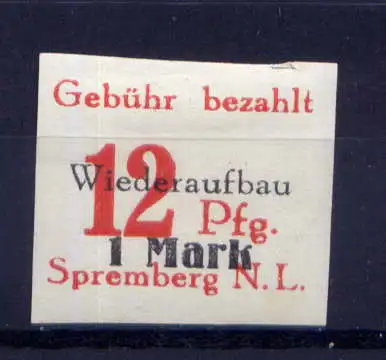 Gebühr bezahlt
Wiederaufbau
12 Pfg.
1 Mark
Spremberg N.L.